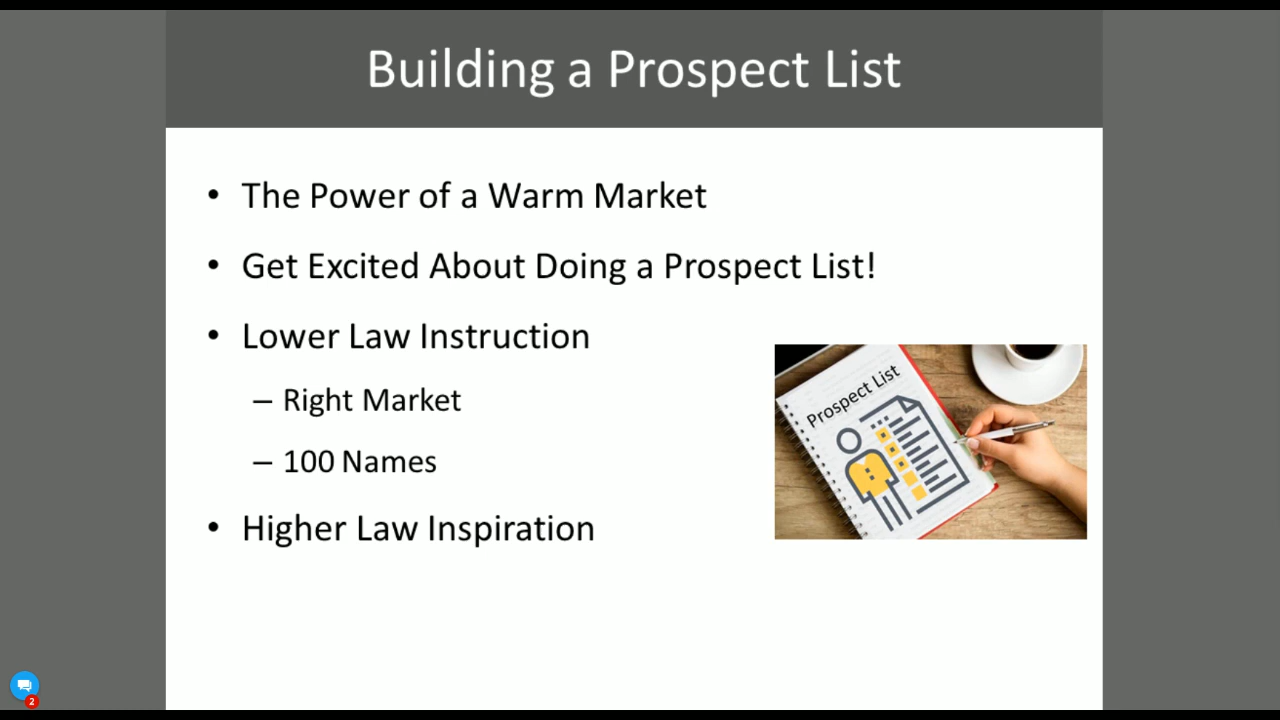 Building a Prospect List
• The Power of a Warm Market
• Get Excited About Doing a Prospect List!
• Lower Law Instruction
– Right Market
– 100 Names
• Higher Law Inspiration
Prospect List
2